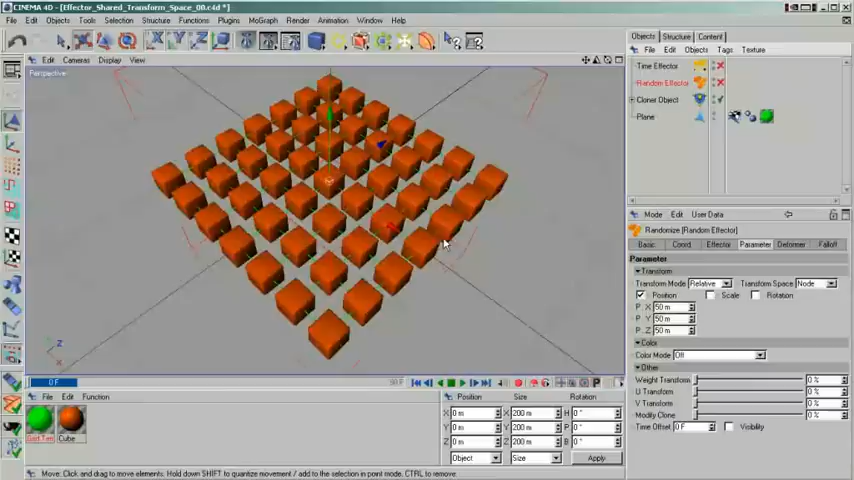 CINEMA 4D - [Effector_Shared_Transform_Space_00.c4d *]
File Edit Objects Tools Selection Structure Functions Plugins MoGraph Render Animation Window Help
Edit Cameras Display View
Perspective
Objects Structure Content
File Edit Objects Tags Texture
Time Effector
Random Effector
Cloner Object
Plane
Mode Edit User Data
Randomize [Random Effector]
Basic Coord Effector Parameter Deformer Falloff
Parameter
Transform
Transform Mode Relative Transform Space Node
Position Scale Rotation
P . X 50 m
P . Y 50 m
P . Z 50 m
Color
Color Mode Off
Other
Weight Transform 0 %
U Transform 0 %
V Transform 0 %
Modify Clone 0 %
Time Offset 0 F Visibility
0 F 90 F
File Edit Function
Cube
Position Size Rotation
X 0 m X 200 m H 0 °
Y 0 m Y 200 m P 0 °
Z 0 m Z 200 m B 0 °
Object Size Apply
Move: Click and drag to move elements. Hold down SHIFT to quantize movement / add to the selection in point mode. CTRL to remove.